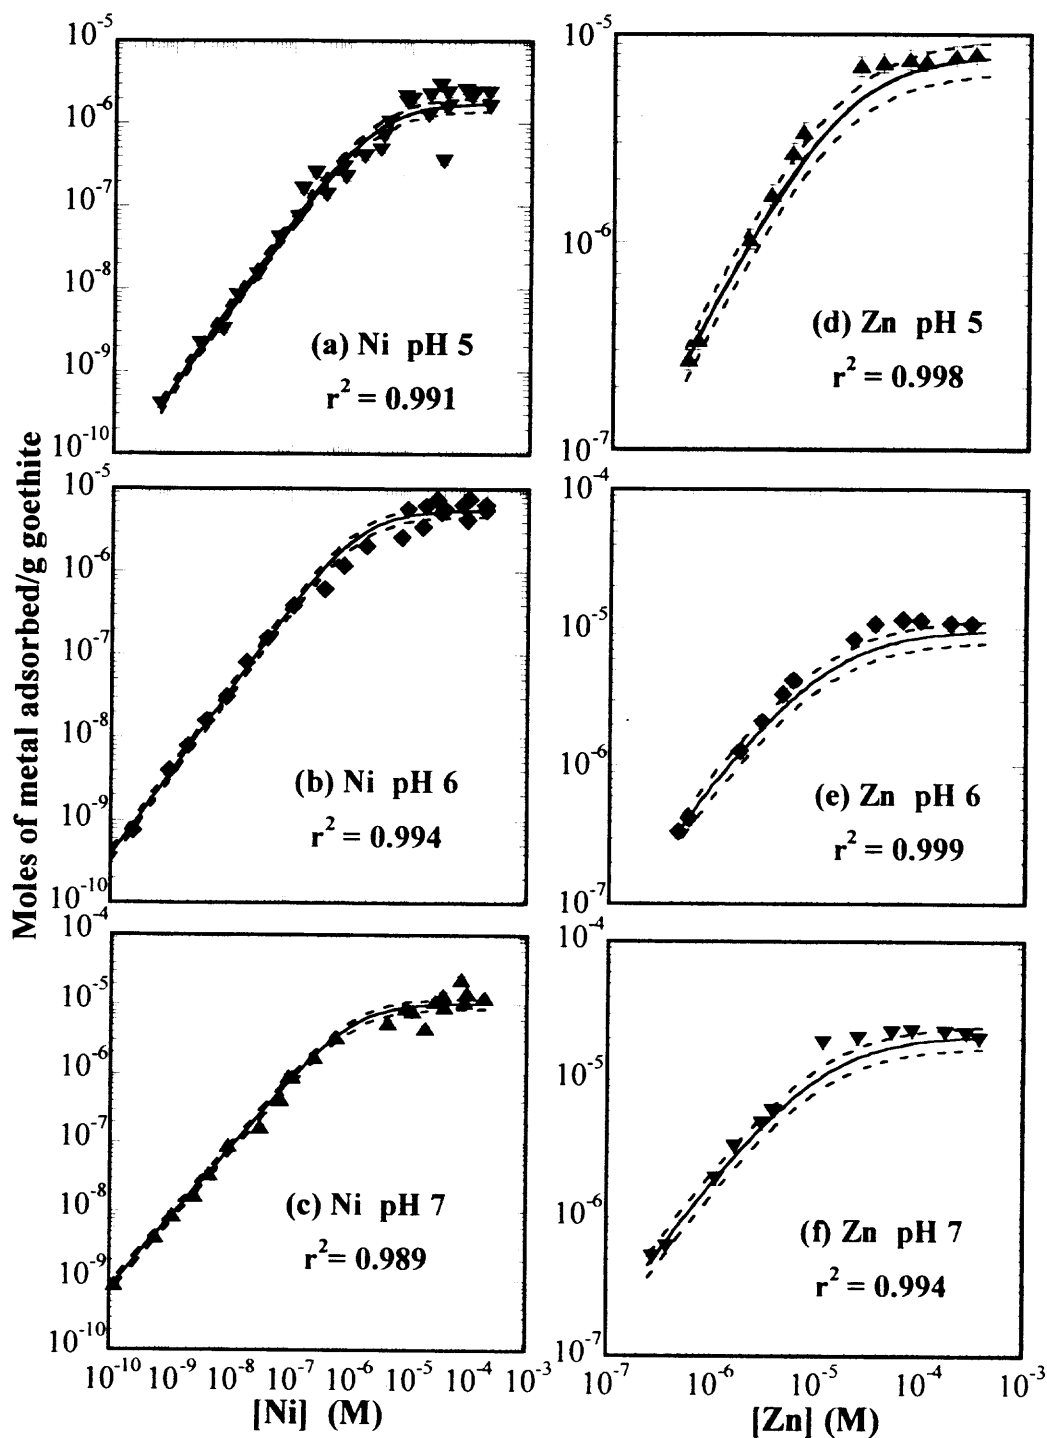 Moles of metal adsorbed/g goethite
10⁻⁵
10⁻⁶
10⁻⁷
10⁻⁸
10⁻⁹
10⁻¹⁰
(a) Ni pH 5
r² = 0.991
10⁻⁵
10⁻⁶
10⁻⁷
(d) Zn pH 5
r² = 0.998
10⁻⁵
10⁻⁶
10⁻⁷
10⁻⁸
10⁻⁹
10⁻¹⁰
(b) Ni pH 6
r² = 0.994
10⁻⁴
10⁻⁵
10⁻⁶
10⁻⁷
(e) Zn pH 6
r² = 0.999
10⁻⁴
10⁻⁵
10⁻⁶
10⁻⁷
10⁻⁸
10⁻⁹
10⁻¹⁰
(c) Ni pH 7
r²= 0.989
10⁻¹⁰ 10⁻⁹ 10⁻⁸ 10⁻⁷ 10⁻⁶ 10⁻⁵ 10⁻⁴ 10⁻³
[Ni] (M)
10⁻⁴
10⁻⁵
10⁻⁶
10⁻⁷
(f) Zn pH 7
r² = 0.994
10⁻⁷ 10⁻⁶ 10⁻⁵ 10⁻⁴ 10⁻³
[Zn] (M)